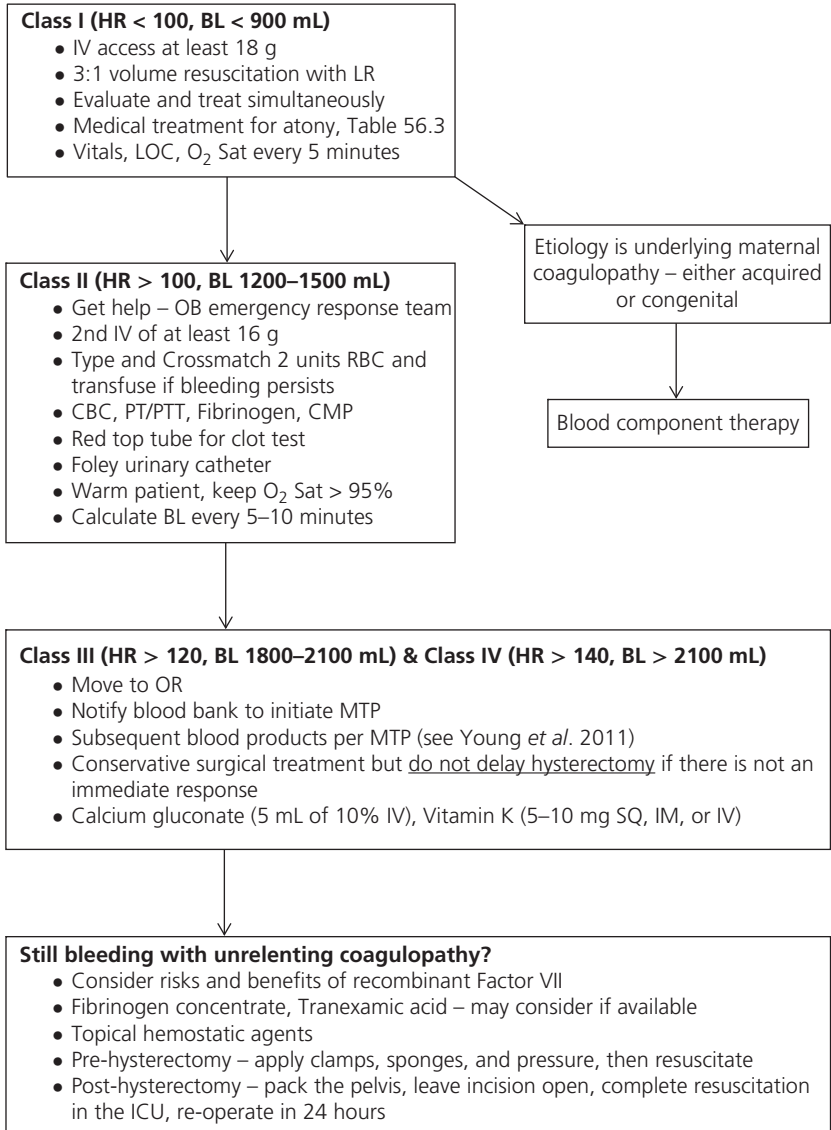 Class I (HR < 100, BL < 900 mL)
• IV access at least 18 g
• 3:1 volume resuscitation with LR
• Evaluate and treat simultaneously
• Medical treatment for atony, Table 56.3
• Vitals, LOC, O₂ Sat every 5 minutes
Etiology is underlying maternal
coagulopathy – either acquired
or congenital
Blood component therapy
Class II (HR > 100, BL 1200–1500 mL)
• Get help – OB emergency response team
• 2nd IV of at least 16 g
• Type and Crossmatch 2 units RBC and
transfuse if bleeding persists
• CBC, PT/PTT, Fibrinogen, CMP
• Red top tube for clot test
• Foley urinary catheter
• Warm patient, keep O₂ Sat > 95%
• Calculate BL every 5–10 minutes
Class III (HR > 120, BL 1800–2100 mL) & Class IV (HR > 140, BL > 2100 mL)
• Move to OR
• Notify blood bank to initiate MTP
• Subsequent blood products per MTP (see Young et al. 2011)
• Conservative surgical treatment but do not delay hysterectomy if there is not an
immediate response
• Calcium gluconate (5 mL of 10% IV), Vitamin K (5–10 mg SQ, IM, or IV)
Still bleeding with unrelenting coagulopathy?
• Consider risks and benefits of recombinant Factor VII
• Fibrinogen concentrate, Tranexamic acid – may consider if available
• Topical hemostatic agents
• Pre-hysterectomy – apply clamps, sponges, and pressure, then resuscitate
• Post-hysterectomy – pack the pelvis, leave incision open, complete resuscitation
in the ICU, re-operate in 24 hours